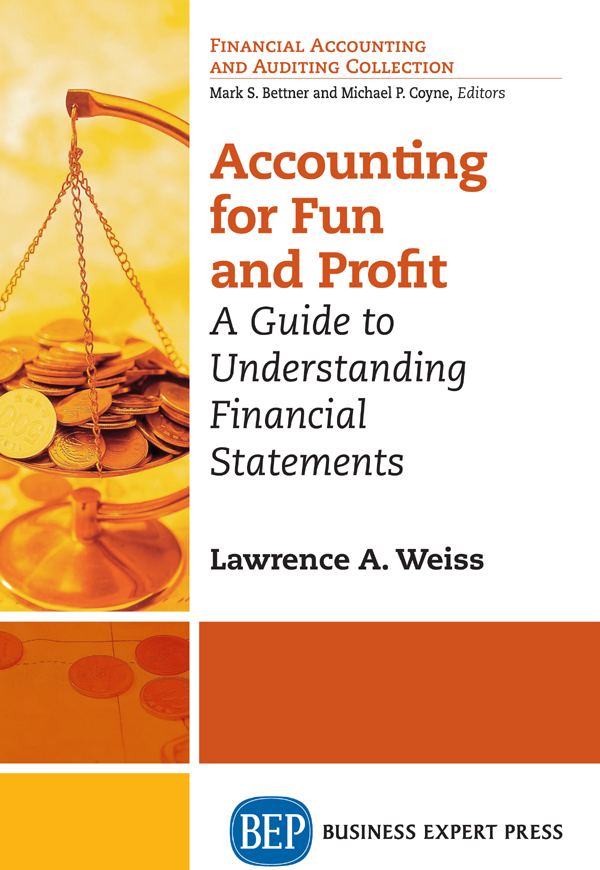 FINANCIAL ACCOUNTING
AND AUDITING COLLECTION
Mark S. Bettner and Michael P. Coyne, Editors
Accounting
for Fun
and Profit
A Guide to
Understanding
Financial
Statements
Lawrence A. Weiss
BEP BUSINESS EXPERT PRESS